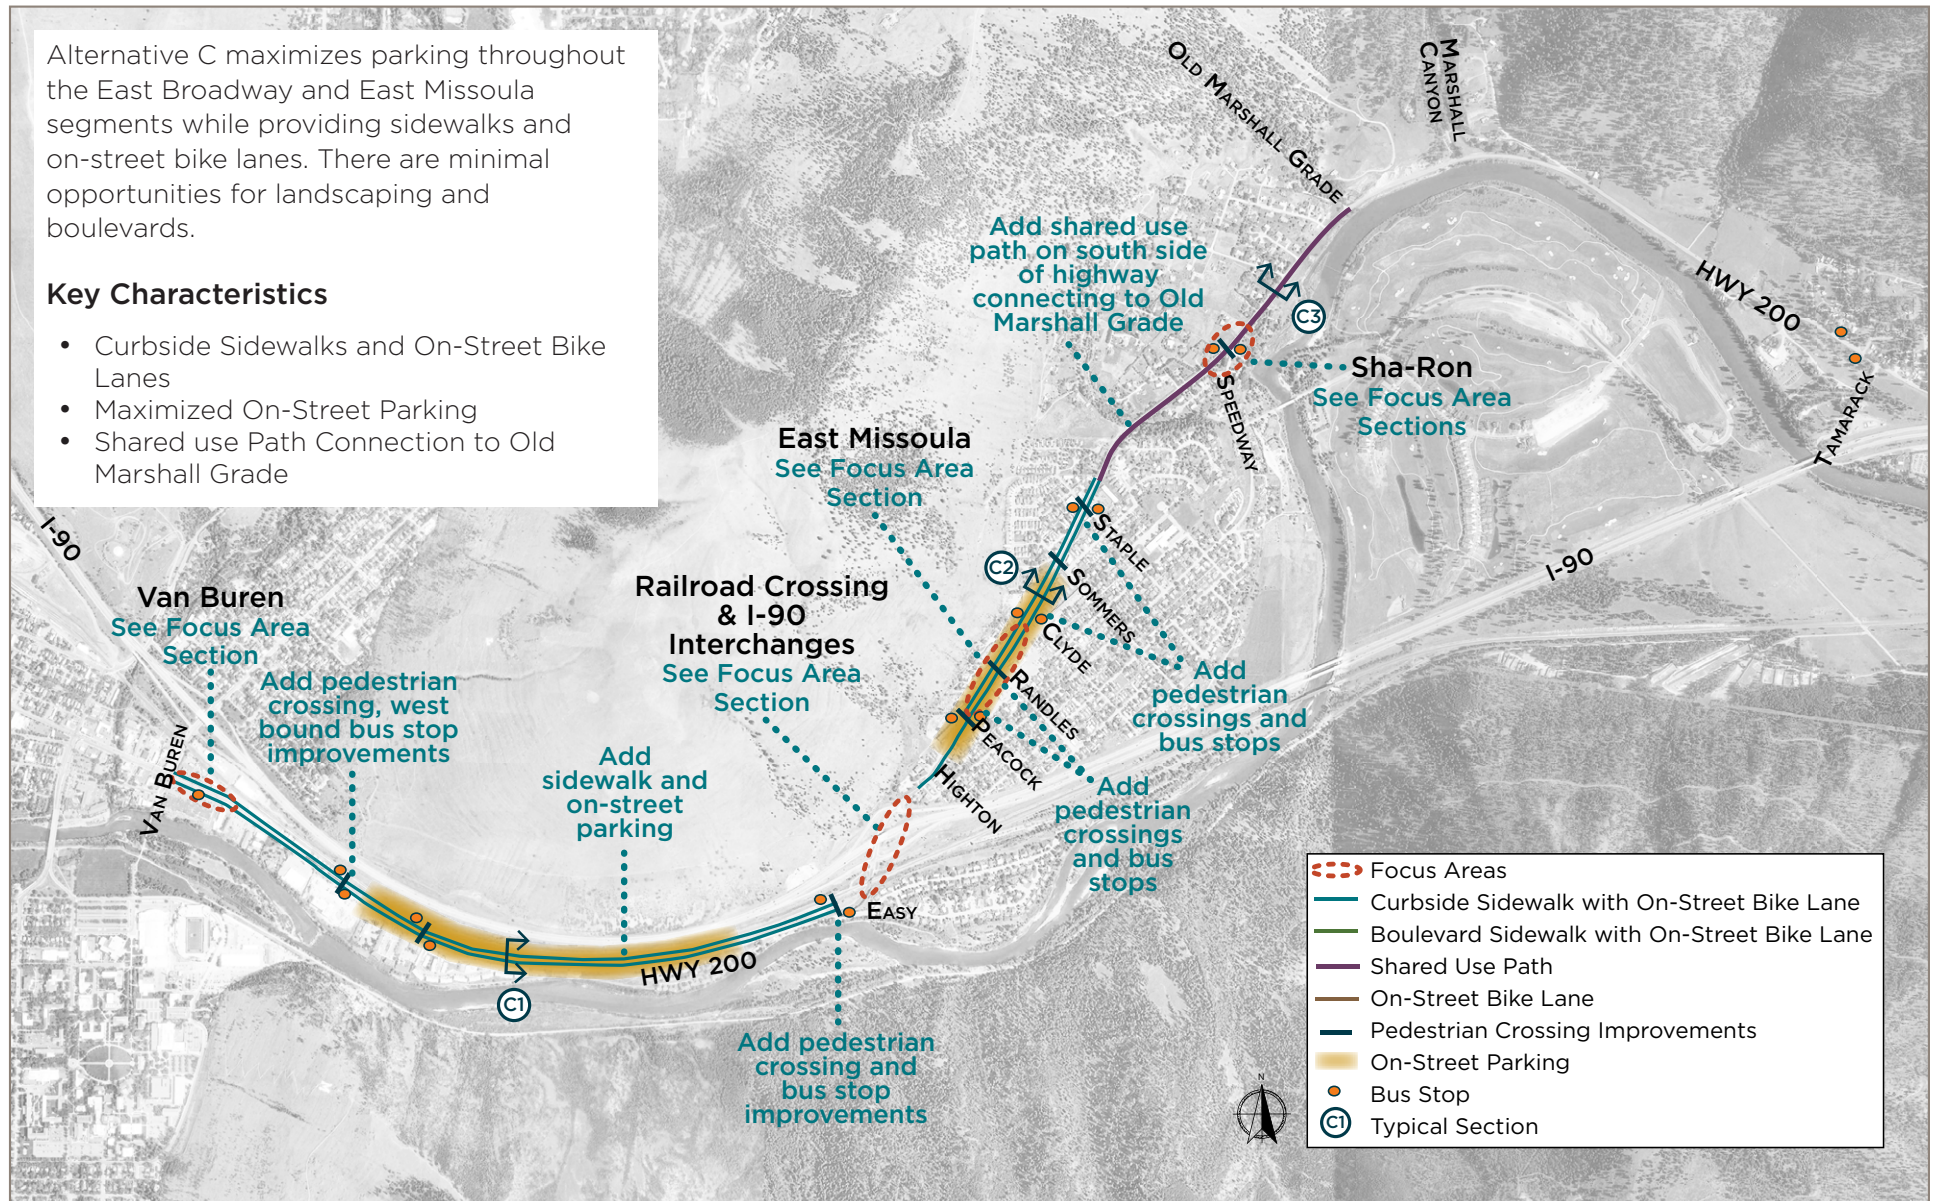 Alternative C maximizes parking throughout
the East Broadway and East Missoula
segments while providing sidewalks and
on-street bike lanes. There are minimal
opportunities for landscaping and
boulevards.
Key Characteristics
• Curbside Sidewalks and On-Street Bike
Lanes
• Maximized On-Street Parking
• Shared use Path Connection to Old
Marshall Grade
Old Marshall Grade
Marshall
Canyon
HWY 200
Tamarack
Add shared use
path on south side
of highway
connecting to Old
Marshall Grade
C3
Sha-Ron
See Focus Area
Sections
Speedway
East Missoula
See Focus Area
Section
I-90
I-90
Staple
C2
Sommers
Clyde
Randles
Peacock
Highton
Railroad Crossing
& I-90
Interchanges
See Focus Area
Section
Van Buren
See Focus Area
Section
Add pedestrian
crossing, west
bound bus stop
improvements
Van Buren
Add
sidewalk and
on-street
parking
Add
pedestrian
crossings and
bus stops
Add
pedestrian
crossings
and bus
stops
Easy
HWY 200
C1
Add pedestrian
crossing and
bus stop
improvements
N
Focus Areas
Curbside Sidewalk with On-Street Bike Lane
Boulevard Sidewalk with On-Street Bike Lane
Shared Use Path
On-Street Bike Lane
Pedestrian Crossing Improvements
On-Street Parking
Bus Stop
C1 Typical Section